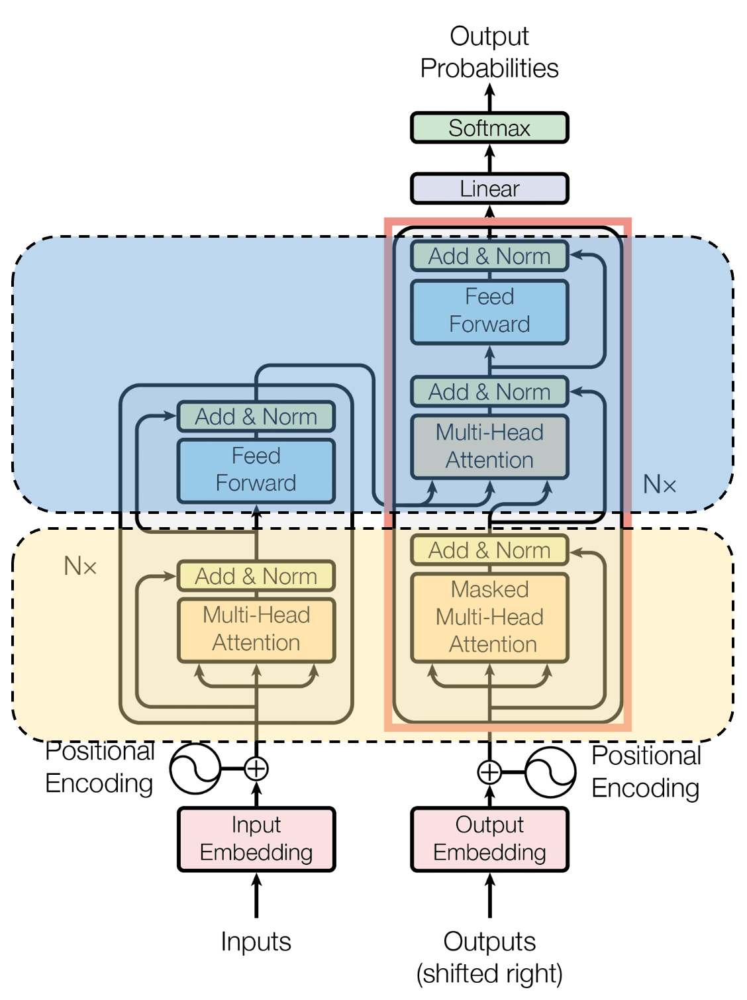 Output
Probabilities
Softmax
Linear
Add & Norm
Feed
Forward
Add & Norm
Multi-Head
Attention
N×
Add & Norm
Masked
Multi-Head
Attention
Add & Norm
Feed
Forward
N×
Add & Norm
Multi-Head
Attention
Positional
Encoding
Positional
Encoding
Input
Embedding
Output
Embedding
Inputs
Outputs
(shifted right)